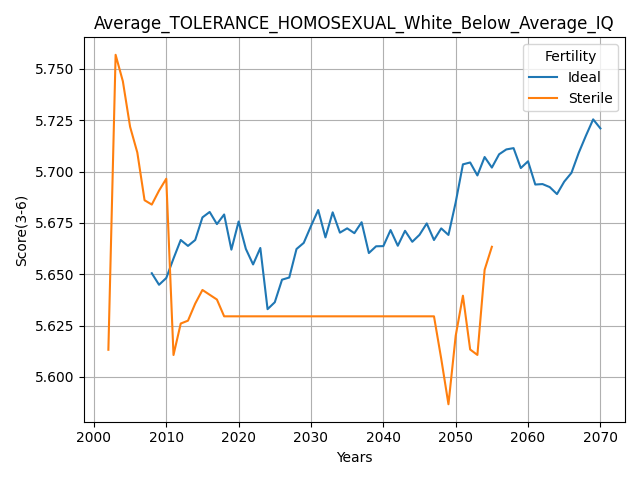 Average_TOLERANCE_HOMOSEXUAL_White_Below_Average_IQ
Fertility
Ideal
Sterile
Score(3-6)
5.750
5.725
5.700
5.675
5.650
5.625
5.600
2000 2010 2020 2030 2040 2050 2060 2070
Years